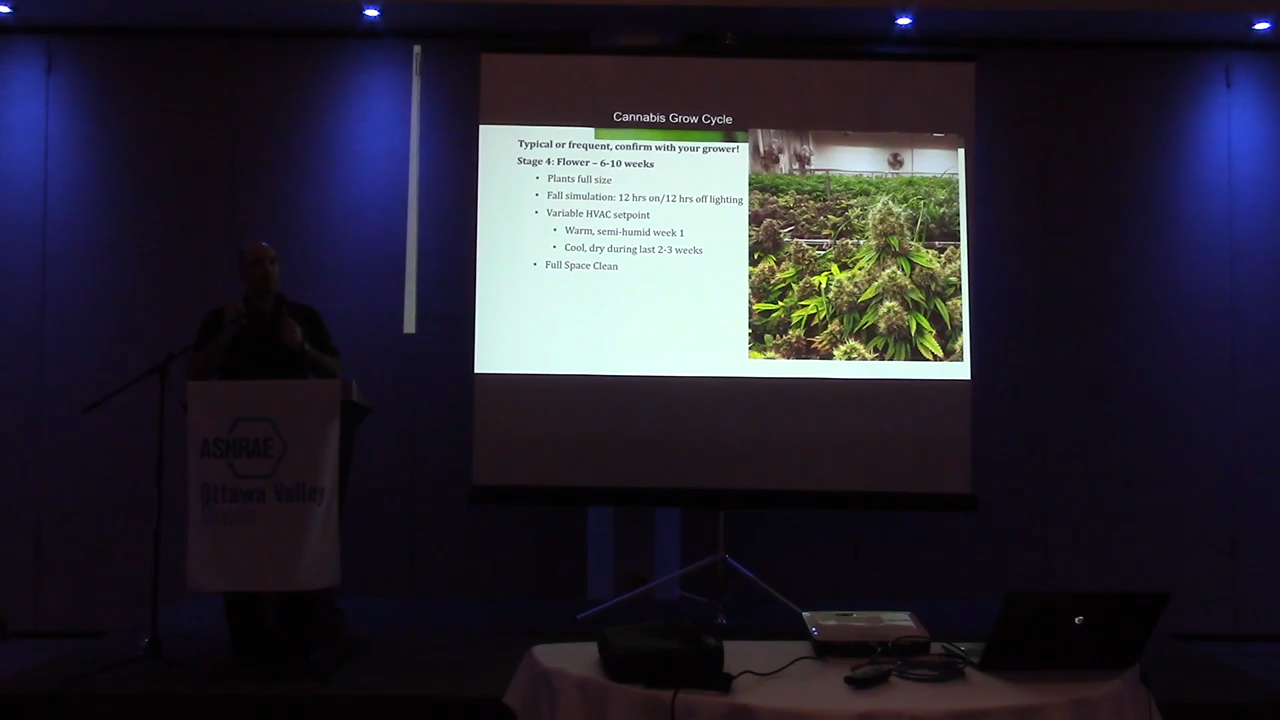 Cannabis Grow Cycle
Typical or frequent, confirm with your grower!
Stage 4: Flower – 6-10 weeks
• Plants full size
• Fall simulation: 12 hrs on/12 hrs off lighting
• Variable HVAC setpoint
• Warm, semi-humid week 1
• Cool, dry during last 2-3 weeks
• Full Space Clean
ASHRAE
Ottawa Valley